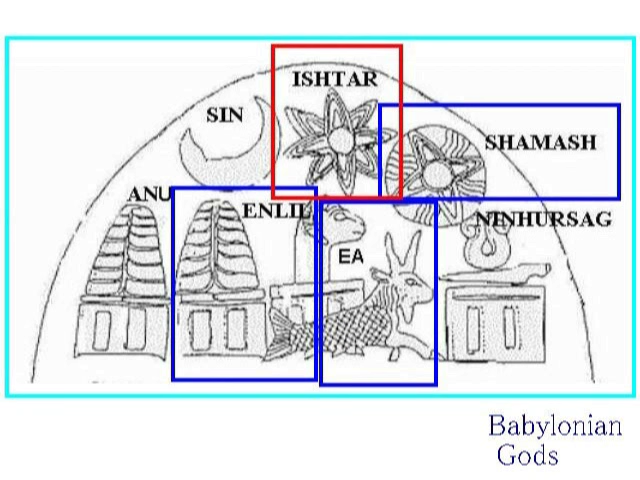 ISHTAR
SIN
SHAMASH
ANU
ENLIL
NINHURSAG
EA
Babylonian
Gods